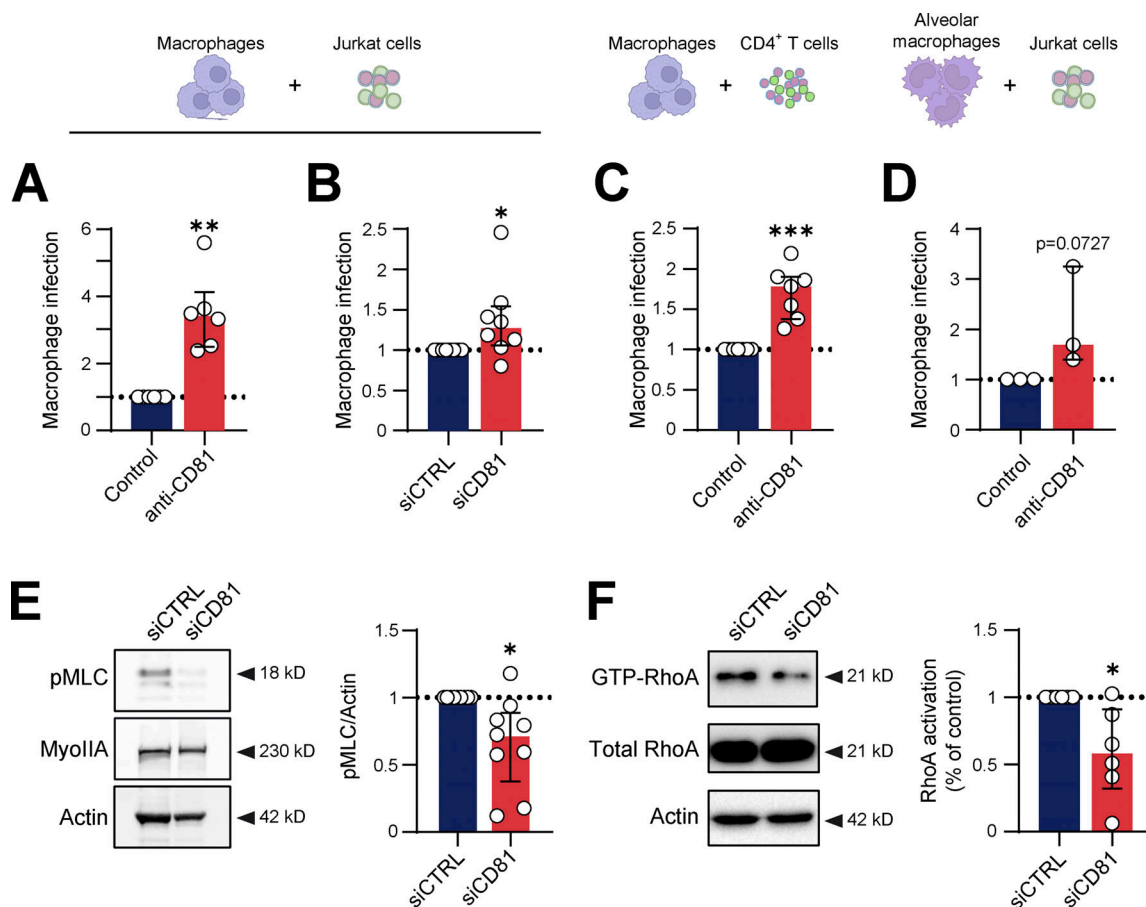 Macrophages
Jurkat cells
+
Macrophages
CD4+ T cells
+
Alveolar
macrophages
Jurkat cells
+
A
Macrophage infection
6
4
2
0
**
Control
anti-CD81
B
Macrophage infection
2.5
2
1.5
1
0.5
0
*
siCTRL
siCD81
C
Macrophage infection
2.5
2
1.5
1
0.5
0
***
Control
anti-CD81
D
Macrophage infection
4
3
2
1
0
p=0.0727
Control
anti-CD81
E
siCTRL
siCD81
pMLC
18 kD
MyoIIA
230 kD
Actin
42 kD
pMLC/Actin
1.5
1
0.5
0
*
siCTRL
siCD81
F
siCTRL
siCD81
GTP-RhoA
21 kD
Total RhoA
21 kD
Actin
42 kD
RhoA activation
(% of control)
1.5
1
0.5
0
*
siCTRL
siCD81